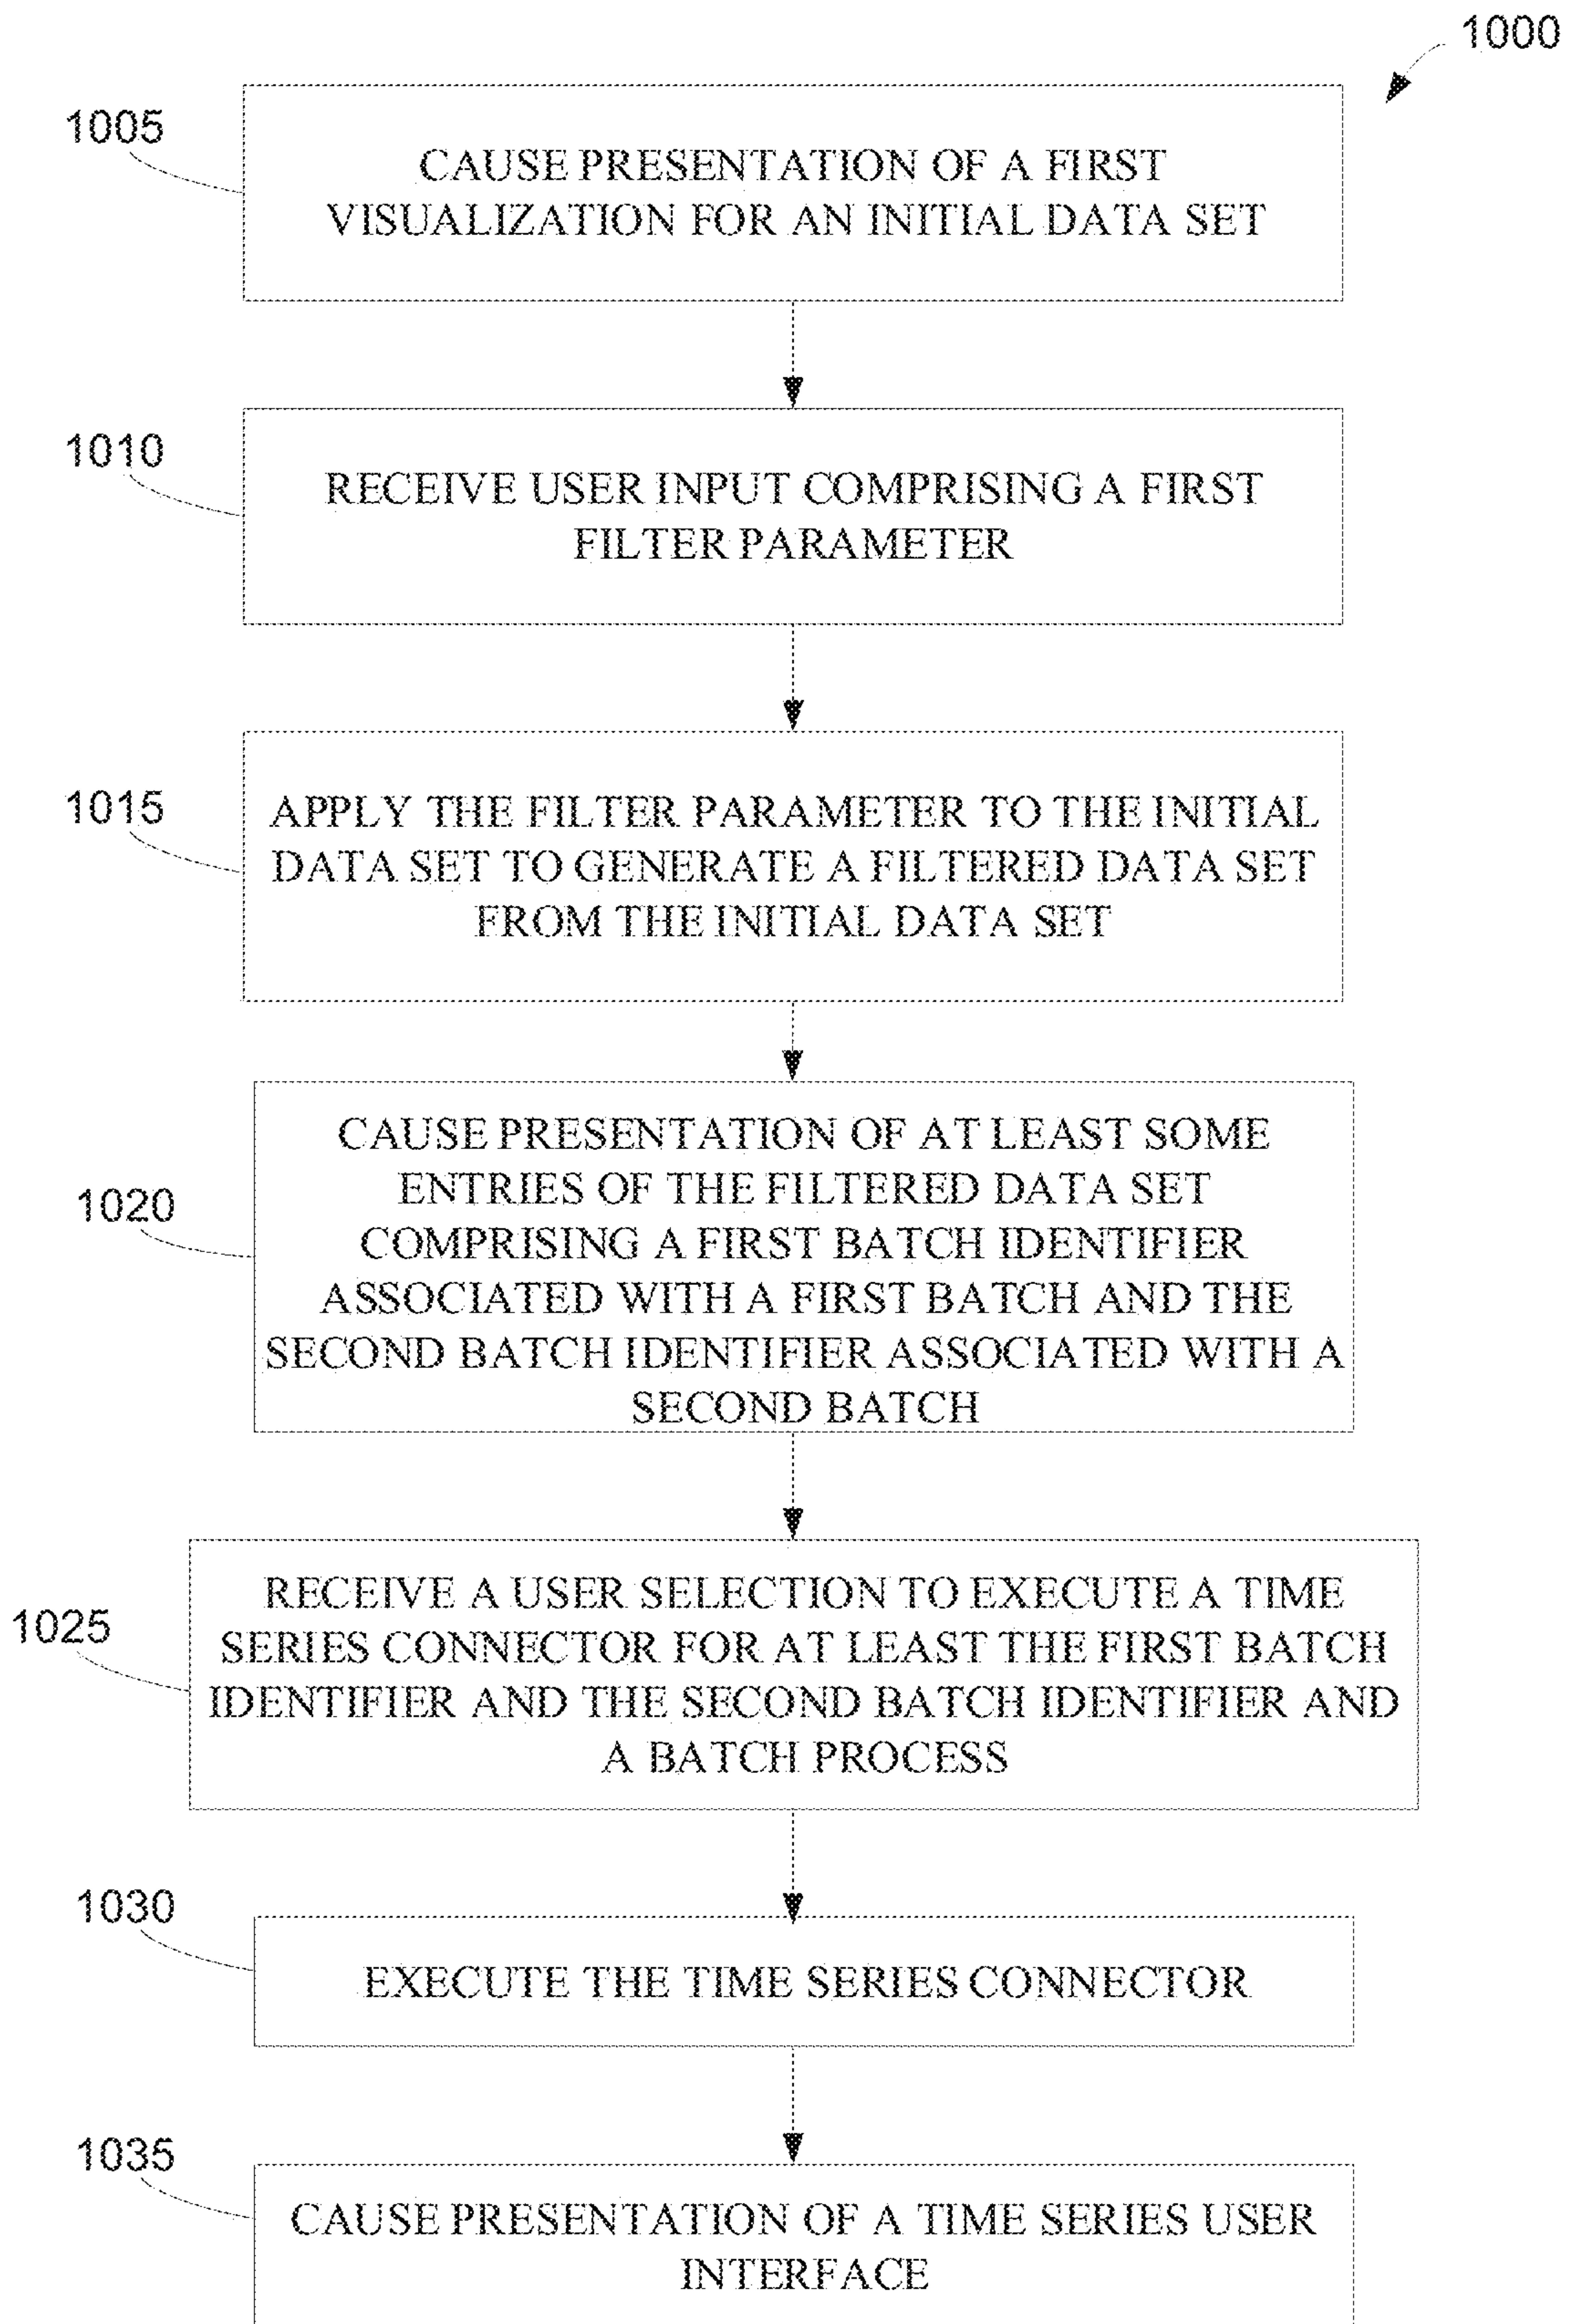 1000
1005
CAUSE PRESENTATION OF A FIRST
VISUALIZATION FOR AN INITIAL DATA SET
1010
RECEIVE USER INPUT COMPRISING A FIRST
FILTER PARAMETER
1015
APPLY THE FILTER PARAMETER TO THE INITIAL
DATA SET TO GENERATE A FILTERED DATA SET
FROM THE INITIAL DATA SET
1020
CAUSE PRESENTATION OF AT LEAST SOME
ENTRIES OF THE FILTERED DATA SET
COMPRISING A FIRST BATCH IDENTIFIER
ASSOCIATED WITH A FIRST BATCH AND THE
SECOND BATCH IDENTIFIER ASSOCIATED WITH A
SECOND BATCH
1025
RECEIVE A USER SELECTION TO EXECUTE A TIME
SERIES CONNECTOR FOR AT LEAST THE FIRST BATCH
IDENTIFIER AND THE SECOND BATCH IDENTIFIER AND
A BATCH PROCESS
1030
EXECUTE THE TIME SERIES CONNECTOR
1035
CAUSE PRESENTATION OF A TIME SERIES USER
INTERFACE